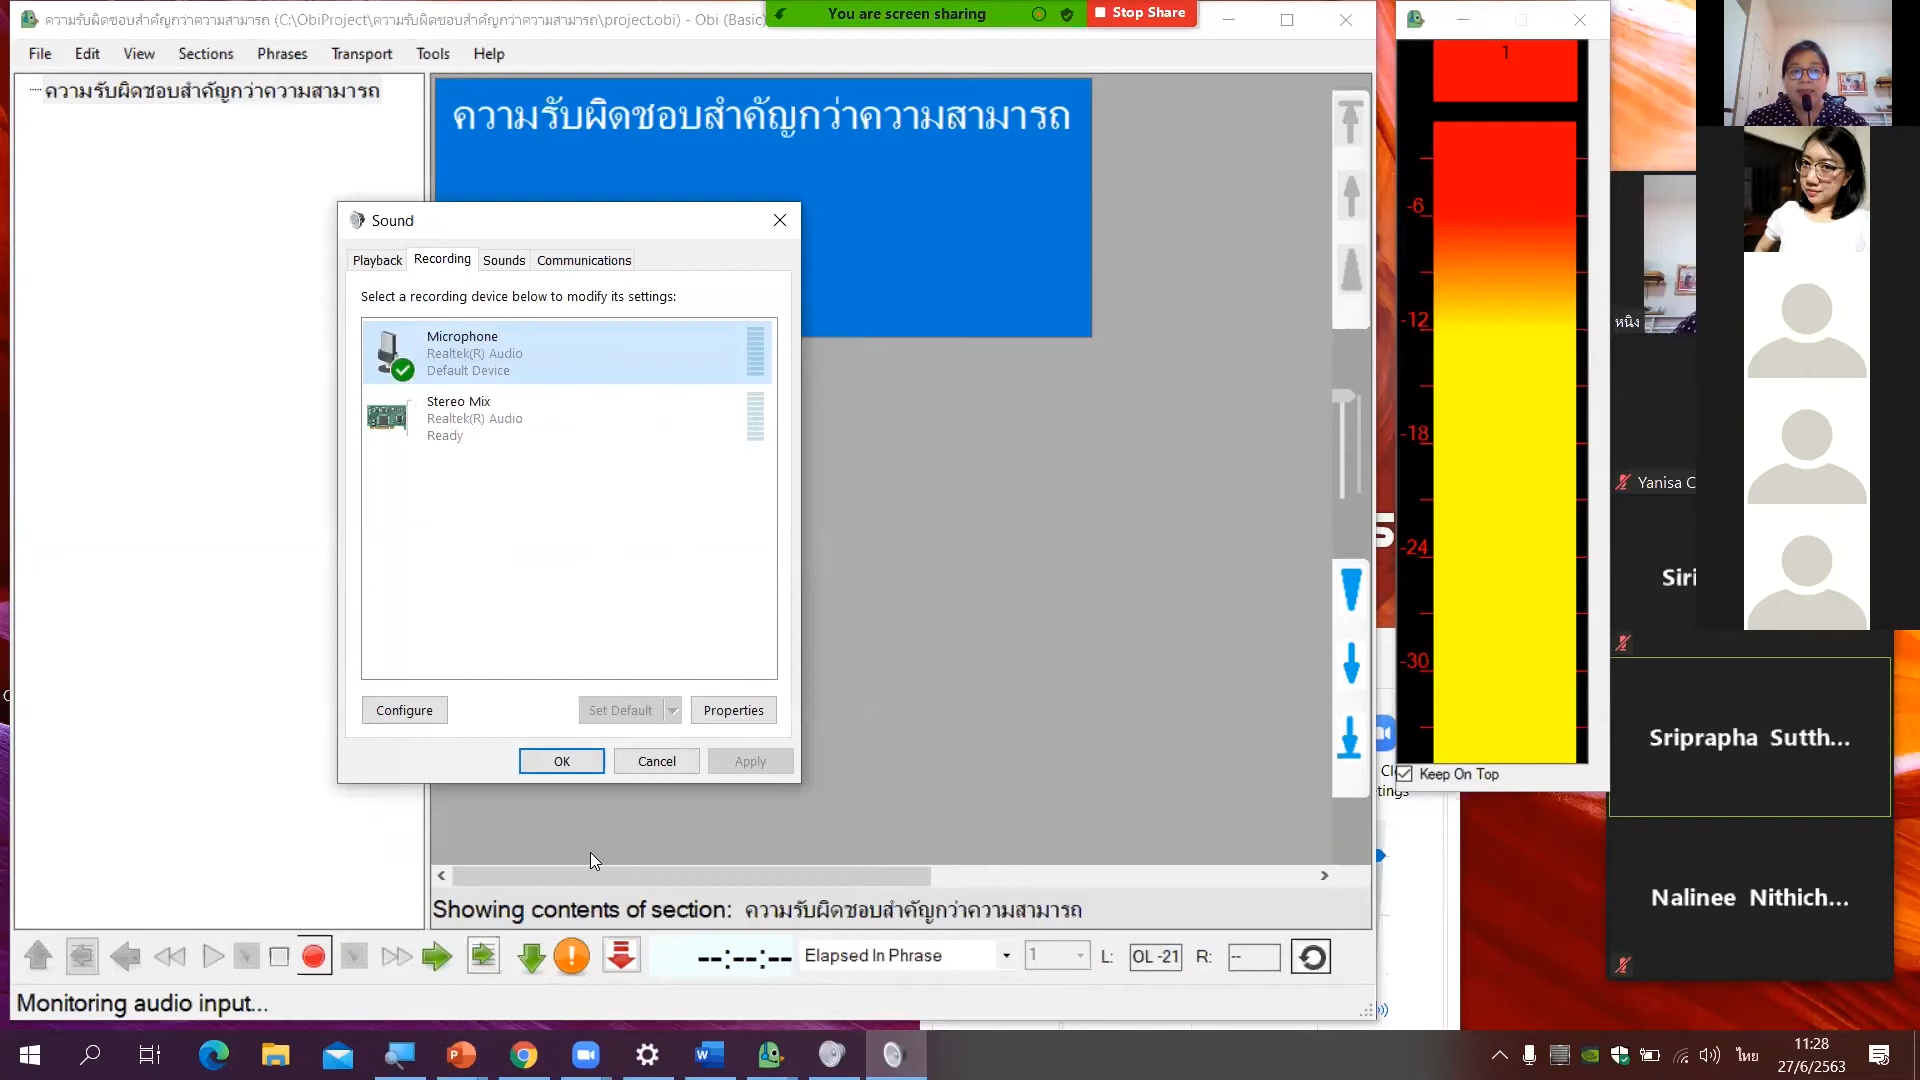 ความรับผิดชอบสำคัญกว่าความสามารถ (C:\ObiProject\ความรับผิดชอบสำคัญกว่าความสามารถ\project.obi) - Obi (Basic)
You are screen sharing
Stop Share
File Edit View Sections Phrases Transport Tools Help
ความรับผิดชอบสำคัญกว่าความสามารถ
ความรับผิดชอบสำคัญกว่าความสามารถ
Sound
Playback Recording Sounds Communications
Select a recording device below to modify its settings:
Microphone
Realtek(R) Audio
Default Device
Stereo Mix
Realtek(R) Audio
Ready
Configure Set Default Properties
OK Cancel Apply
Showing contents of section: ความรับผิดชอบสำคัญกว่าความสามารถ
--:--:-- Elapsed In Phrase 1 L: OL -21 R: --
Monitoring audio input...
1
-6
-12
-18
-24
-30
Keep On Top
tings
หนิง
Yanisa C
Siri
Sriprapha Sutth...
Nalinee Nithich...
ไทย
11:28
27/6/2563